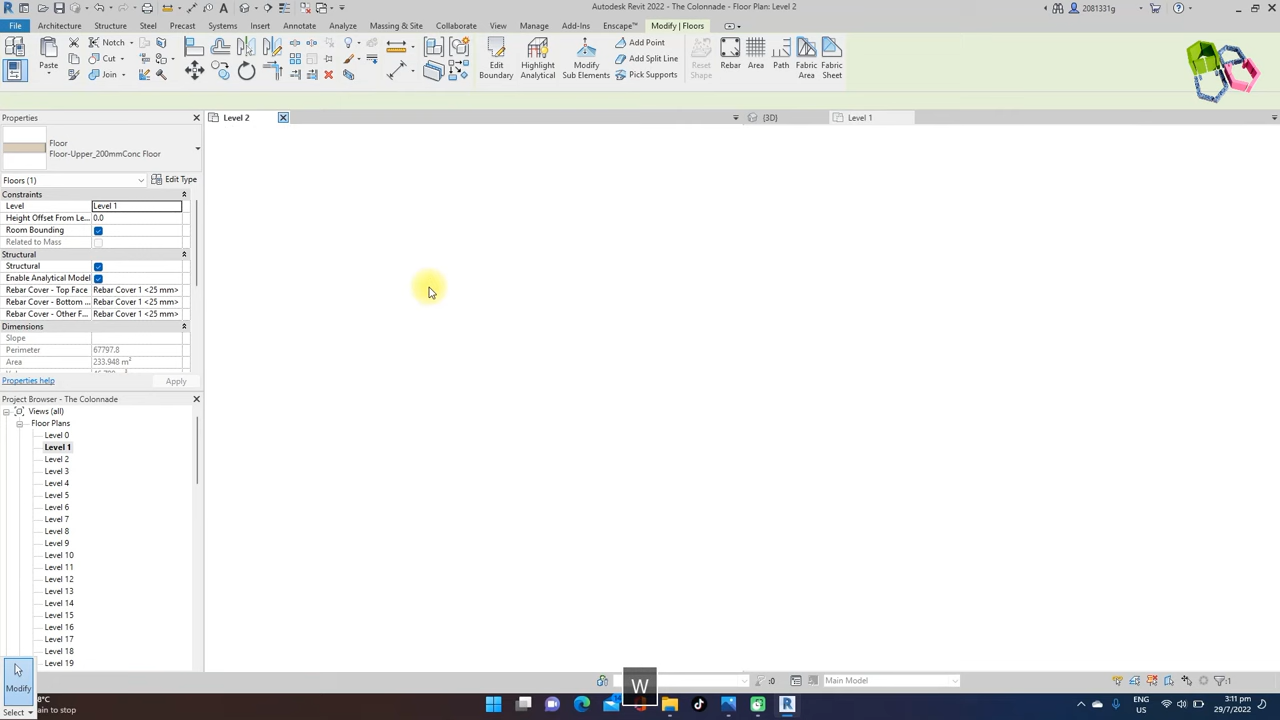 Autodesk Revit 2022 - The Colonnade - Floor Plan: Level 2
20811331g
File Architecture Structure Steel Precast Systems Insert Annotate Analyze Massing & Site Collaborate View Manage Add-Ins Enscape™ Modify | Floors
Paste
Notch
Cut
Join
Edit Boundary
Highlight Analytical
Modify Sub Elements
Add Point
Add Split Line
Pick Supports
Reset Shape
Rebar
Area
Path
Fabric Area
Fabric Sheet
Properties
Level 2
{3D}
Level 1
Floor
Floor-Upper_200mmConc Floor
Floors (1)
Edit Type
Constraints
Level Level 1
Height Offset From Le... 0.0
Room Bounding
Related to Mass
Structural
Structural
Enable Analytical Model
Rebar Cover - Top Face Rebar Cover 1 <25 mm>
Rebar Cover - Bottom ... Rebar Cover 1 <25 mm>
Rebar Cover - Other F... Rebar Cover 1 <25 mm>
Dimensions
Slope
Perimeter 67797.8
Area 233.948 m²
Properties help
Apply
Project Browser - The Colonnade
Views (all)
Floor Plans
Level 0
Level 1
Level 2
Level 3
Level 4
Level 5
Level 6
Level 7
Level 8
Level 9
Level 10
Level 11
Level 12
Level 13
Level 14
Level 15
Level 16
Level 17
Level 18
Level 19
Modify
Select
W
:0
Main Model
:1
8°C
ain to stop
ENG
US
3:11 pm
29/7/2022